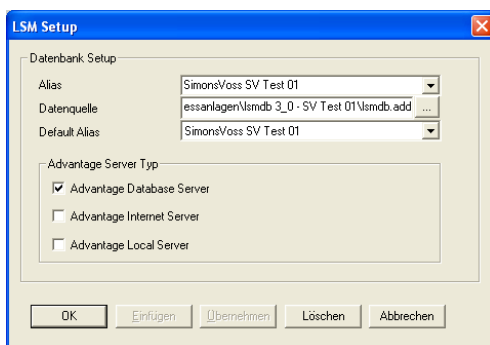 LSM Setup
Datenbank Setup
Alias
SimonsVoss SV Test 01
Datenquelle
essanlagen\lsmdb 3_0 - SV Test 01\lsmdb.add
...
Default Alias
SimonsVoss SV Test 01
Advantage Server Typ
Advantage Database Server
Advantage Internet Server
Advantage Local Server
OK
Einfügen
Übernehmen
Löschen
Abbrechen